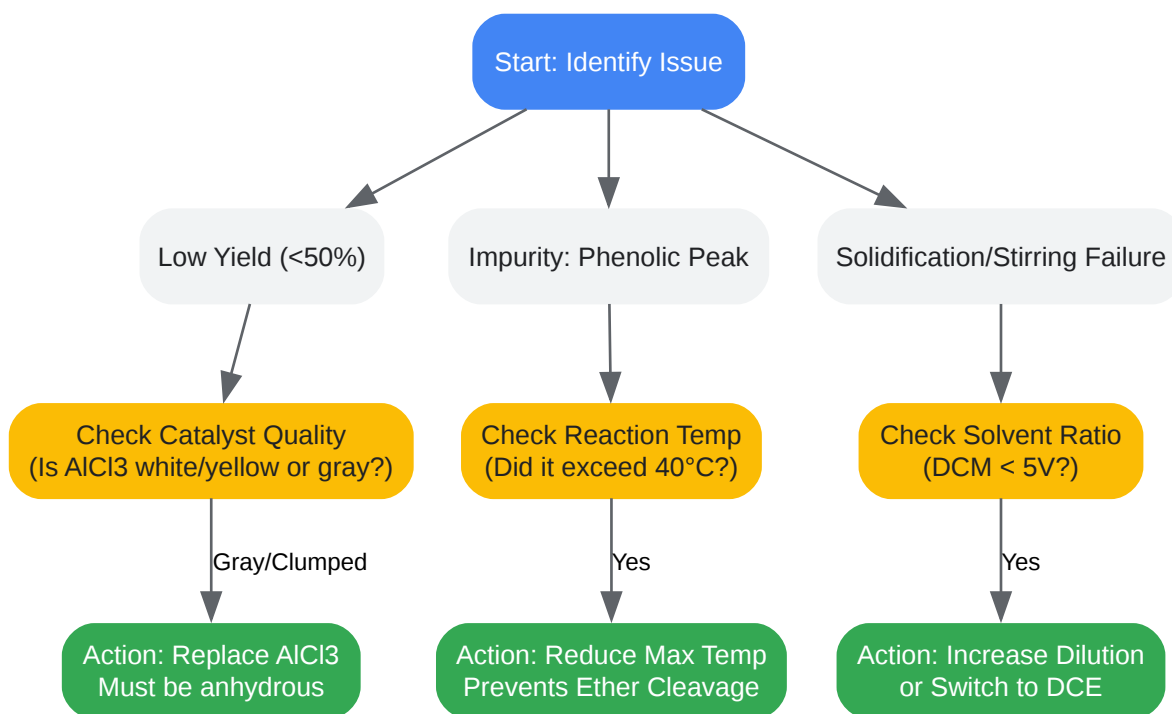 Start: Identify Issue
Low Yield (<50%)
Impurity: Phenolic Peak
Solidification/Stirring Failure
Check Catalyst Quality
(Is AlCl3 white/yellow or gray?)
Check Reaction Temp
(Did it exceed 40°C?)
Check Solvent Ratio
(DCM < 5V?)
Gray/Clumped
Yes
Yes
Action: Replace AlCl3
Must be anhydrous
Action: Reduce Max Temp
Prevents Ether Cleavage
Action: Increase Dilution
or Switch to DCE